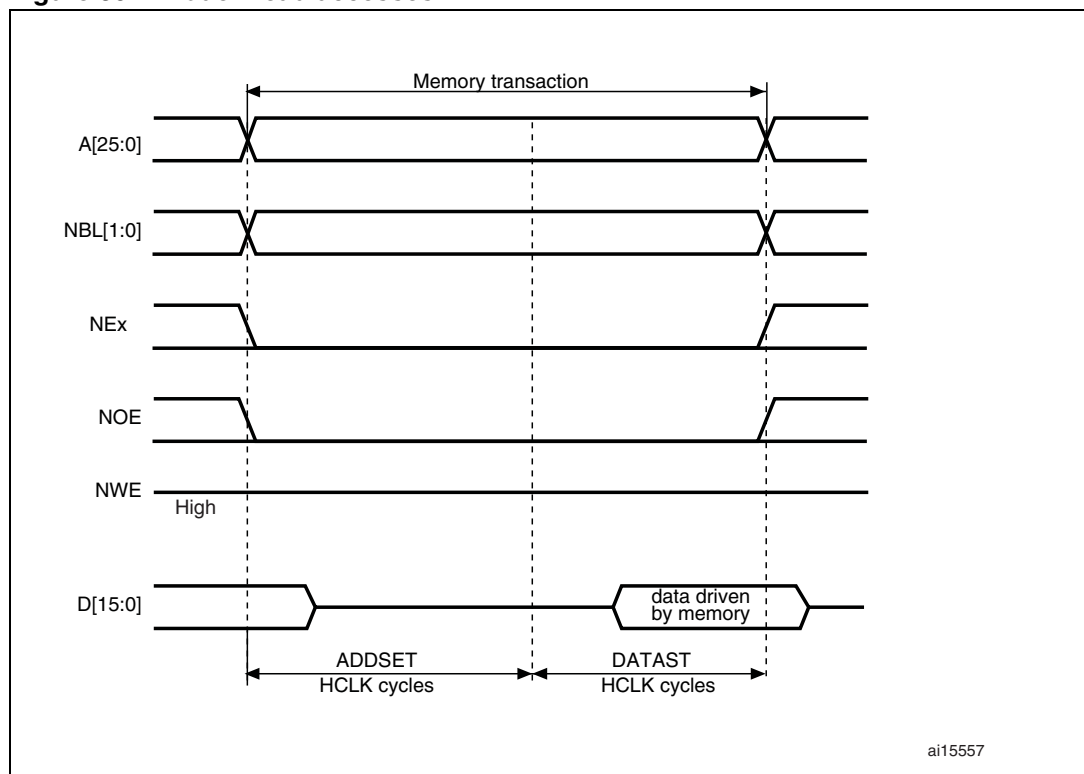 Memory transaction
A[25:0]
NBL[1:0]
NEx
NOE
NWE
High
D[15:0]
data driven
by memory
ADDSET
HCLK cycles
DATAST
HCLK cycles
ai15557